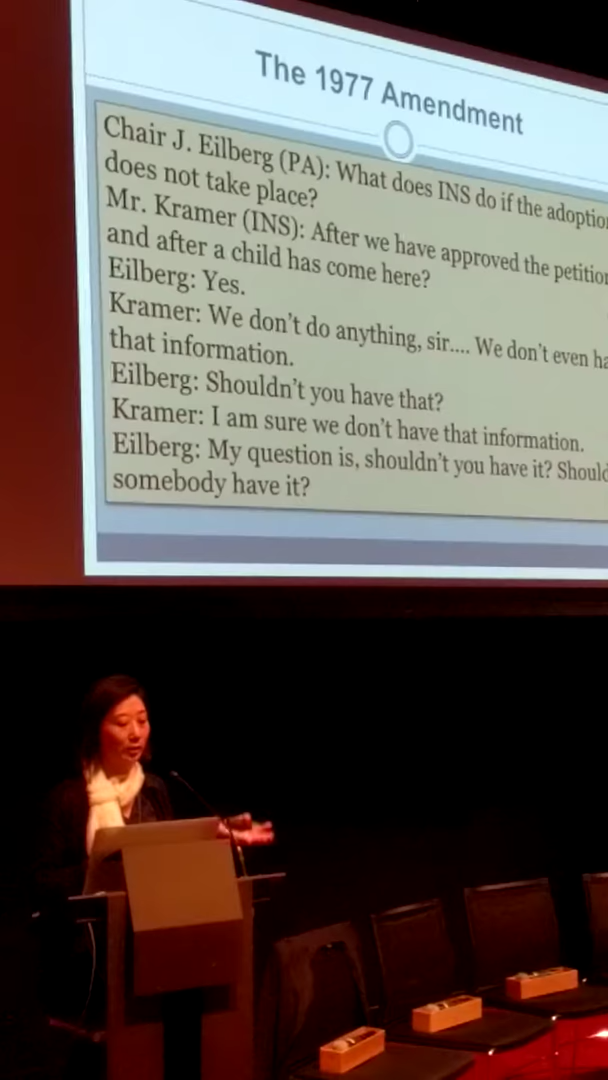 The 1977 Amendment
Chair J. Eilberg (PA): What does INS do if the adoptio
does not take place?
Mr. Kramer (INS): After we have approved the petitio
and after a child has come here?
Eilberg: Yes.
Kramer: We don't do anything, sir.... We don't even ha
that information.
Eilberg: Shouldn't you have that?
Kramer: I am sure we don't have that information.
Eilberg: My question is, shouldn't you have it? Should
somebody have it?